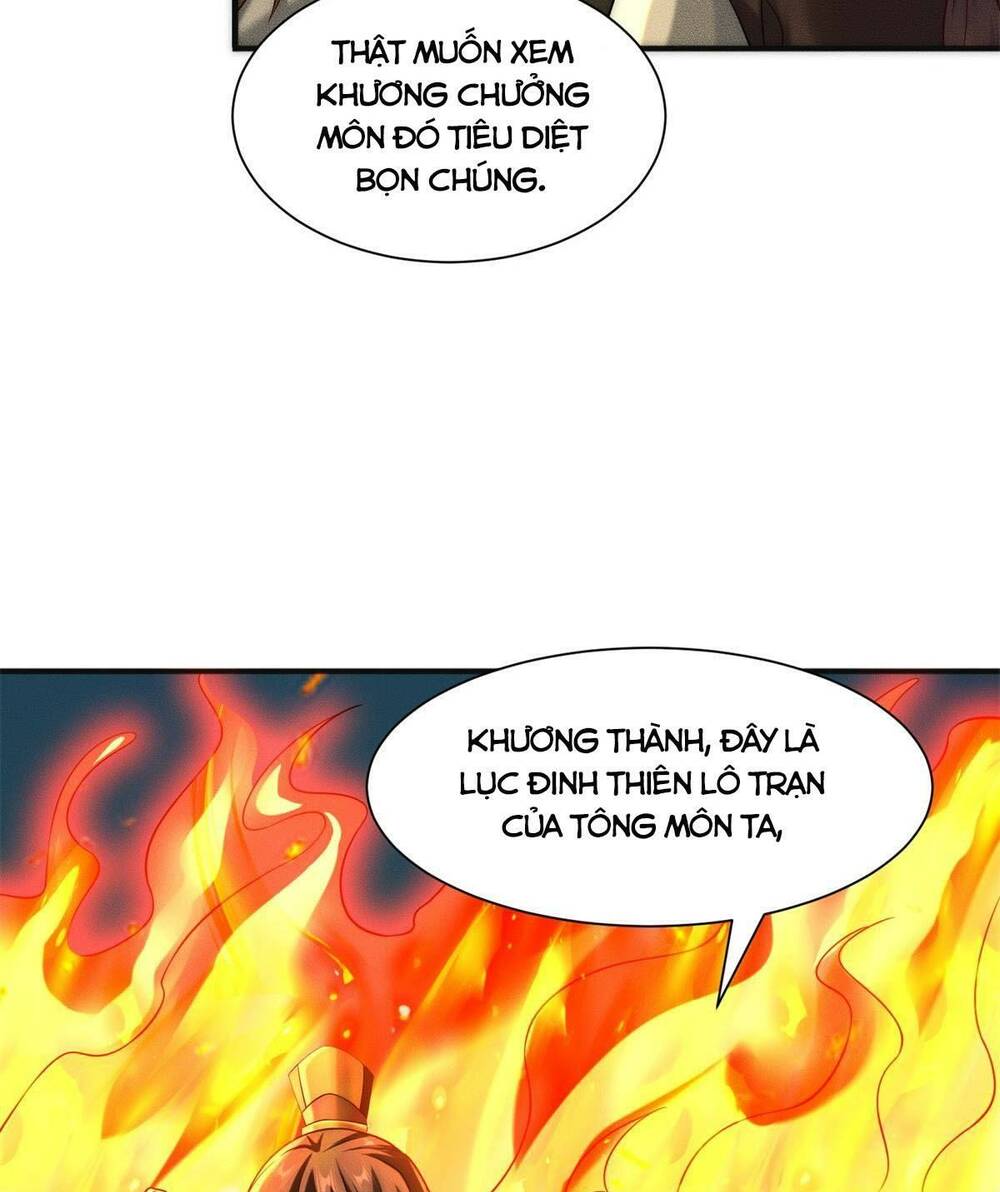 THẬT MUỐN XEM
KHƯƠNG CHƯỞNG
MÔN ĐÓ TIÊU DIỆT
BỌN CHÚNG.
KHƯƠNG THÀNH, ĐÂY LÀ
LỤC ĐINH THIÊN LÔ TRẬN
CỦA TÔNG MÔN TA,